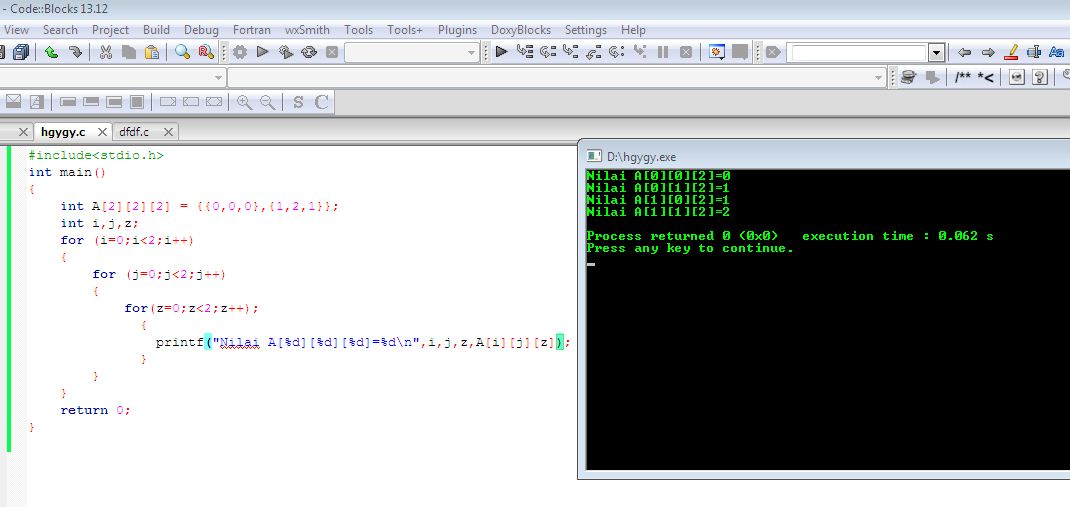 - Code::Blocks 13.12
View Search Project Build Debug Fortran wxSmith Tools Tools+ Plugins DoxyBlocks Settings Help
/** *<
S C
hgygy.c dfdf.c
#include<stdio.h>
int main()
{
int A[2][2][2] = {{0,0,0},{1,2,1}};
int i,j,z;
for (i=0;i<2;i++)
{
for (j=0;j<2;j++)
{
for(z=0;z<2;z++);
{
printf("Nilai A[%d][%d][%d]=%d\n",i,j,z,A[i][j][z]);
}
}
}
return 0;
}
D:\hgygy.exe
Nilai A[0][0][2]=0
Nilai A[0][1][2]=1
Nilai A[1][0][2]=1
Nilai A[1][1][2]=2
Process returned 0 (0x0) execution time : 0.062 s
Press any key to continue.